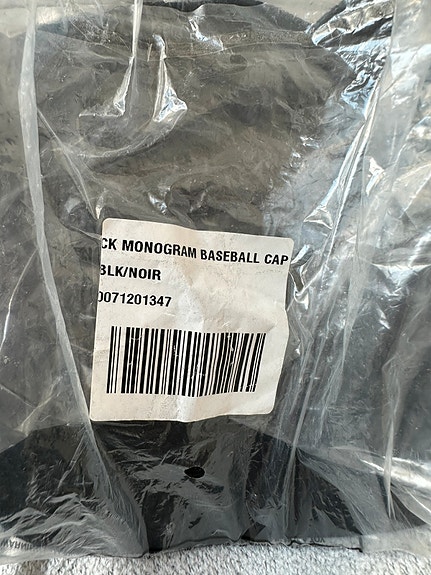 CK MONOGRAM BASEBALL CAP
BLK/NOIR
0071201347